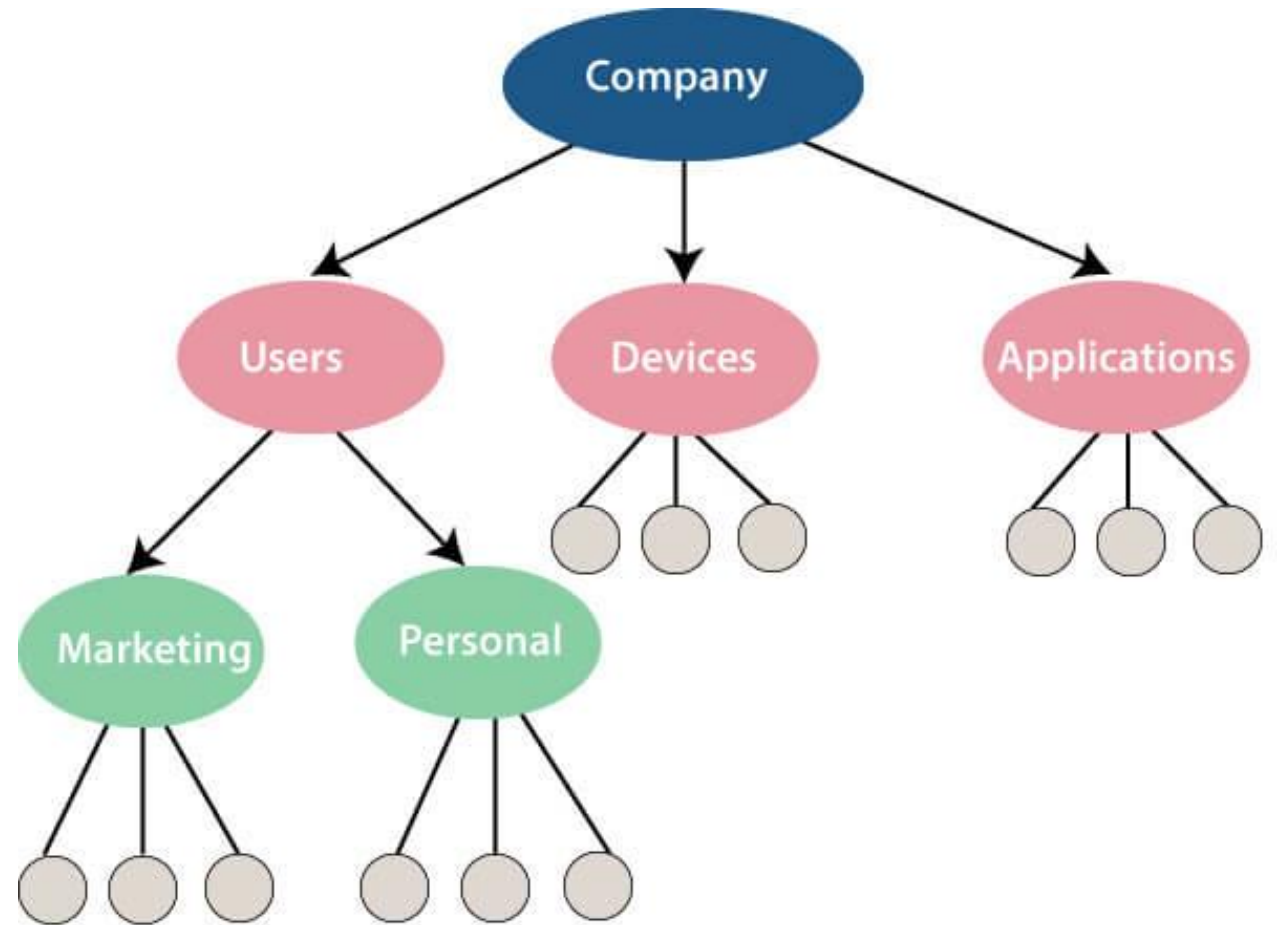 Company
Users
Devices
Applications
Marketing
Personal